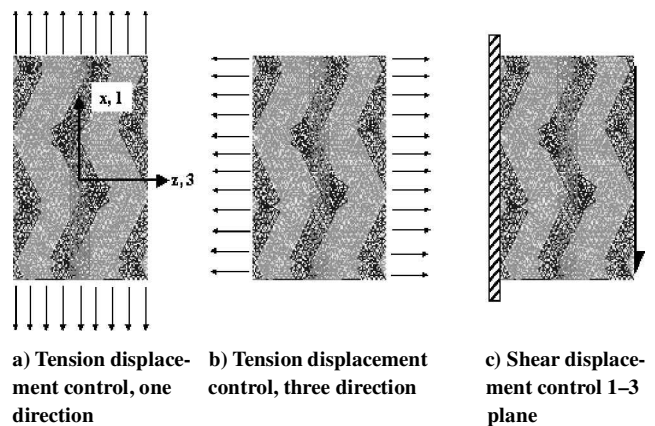 x, 1
z, 3
a) Tension displace-
ment control, one
direction
b) Tension displacement
control, three direction
c) Shear displace-
ment control 1–3
plane